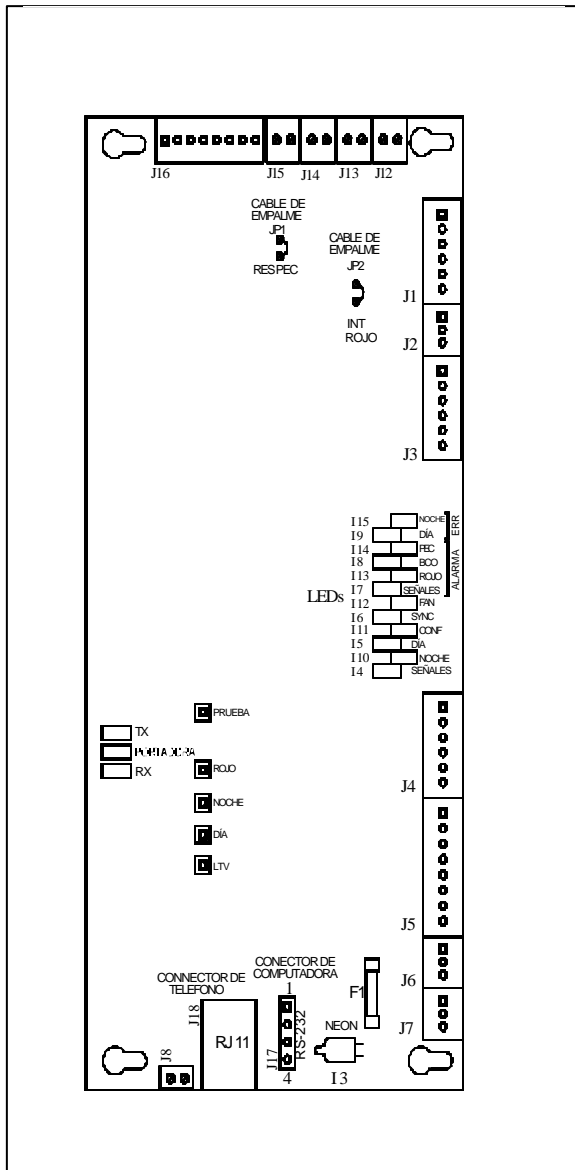 J16
J15
J14
J13
J12
CABLE DE
EMPALME
JP1
RESPEC
CABLE DE
EMPALME
JP2
INT
ROJO
J1
J2
J3
LEDs
I15 NOCHE
I9 DÍA
I14 PEC
I8 BCO
I13 ROJO
I7 SEÑALES
I12 FAN
I6 SYNC
I11 CONF
I5 DÍA
I10 NOCHE
I4 SEÑALES
ERR
ALARMA
PRUEBA
TX
PORTADORA
RX
ROJO
NOCHE
DÍA
LTV
J4
J5
J6
J7
CONNECTOR DE
TELEFONO
J18
RJ11
J8
CONECTOR DE
COMPUTADORA
1
RS-232
J17
4
F1
NEON
I3